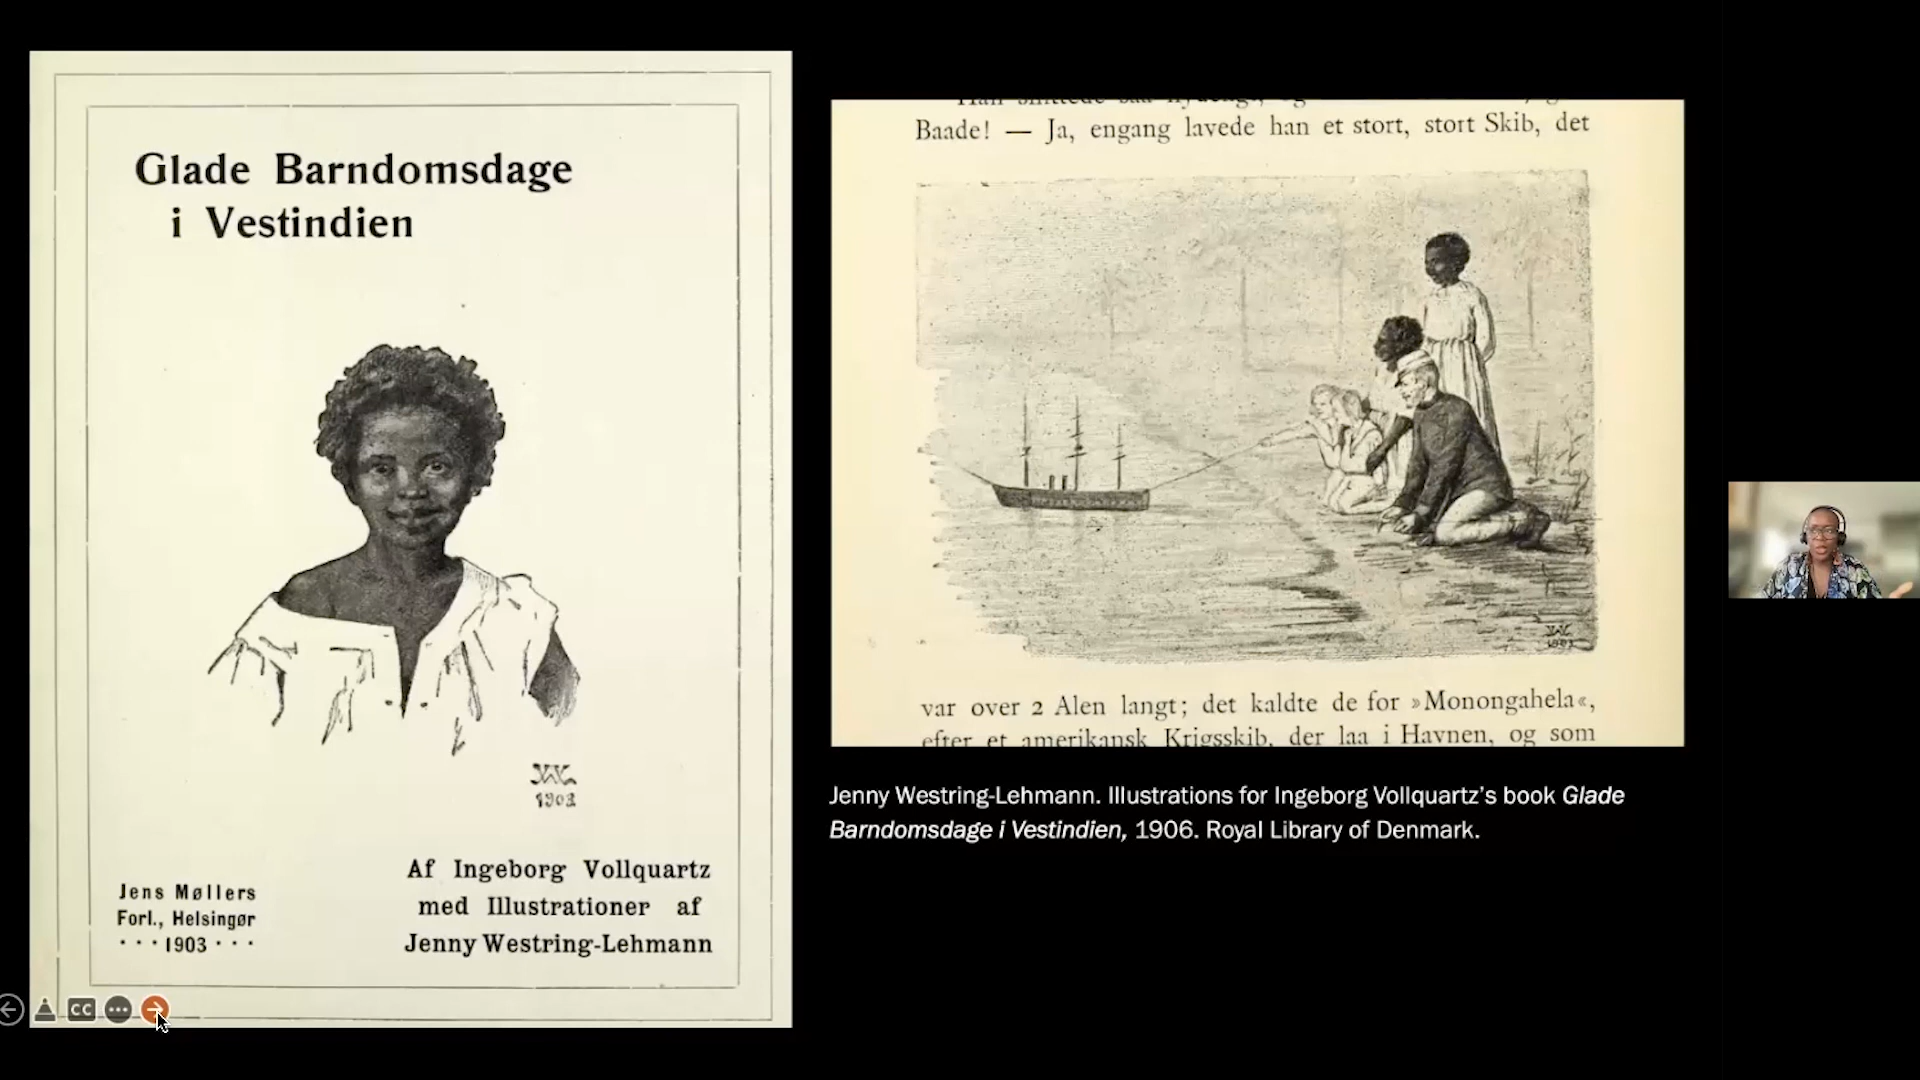 Glade Barndomsdage
i Vestindien
1903
Jens Møllers
Forl., Helsingør
· · · 1903 · · ·
Af Ingeborg Vollquartz
med Illustrationer af
Jenny Westring-Lehmann
Baade! — Ja, engang lavede han et stort, stort Skib, det
var over 2 Alen langt; det kaldte de for »Monongahela«,
efter et amerikansk Krigsskib, der laa i Havnen, og som
Jenny Westring-Lehmann. Illustrations for Ingeborg Vollquartz's book Glade
Barndomsdage i Vestindien, 1906. Royal Library of Denmark.
CC